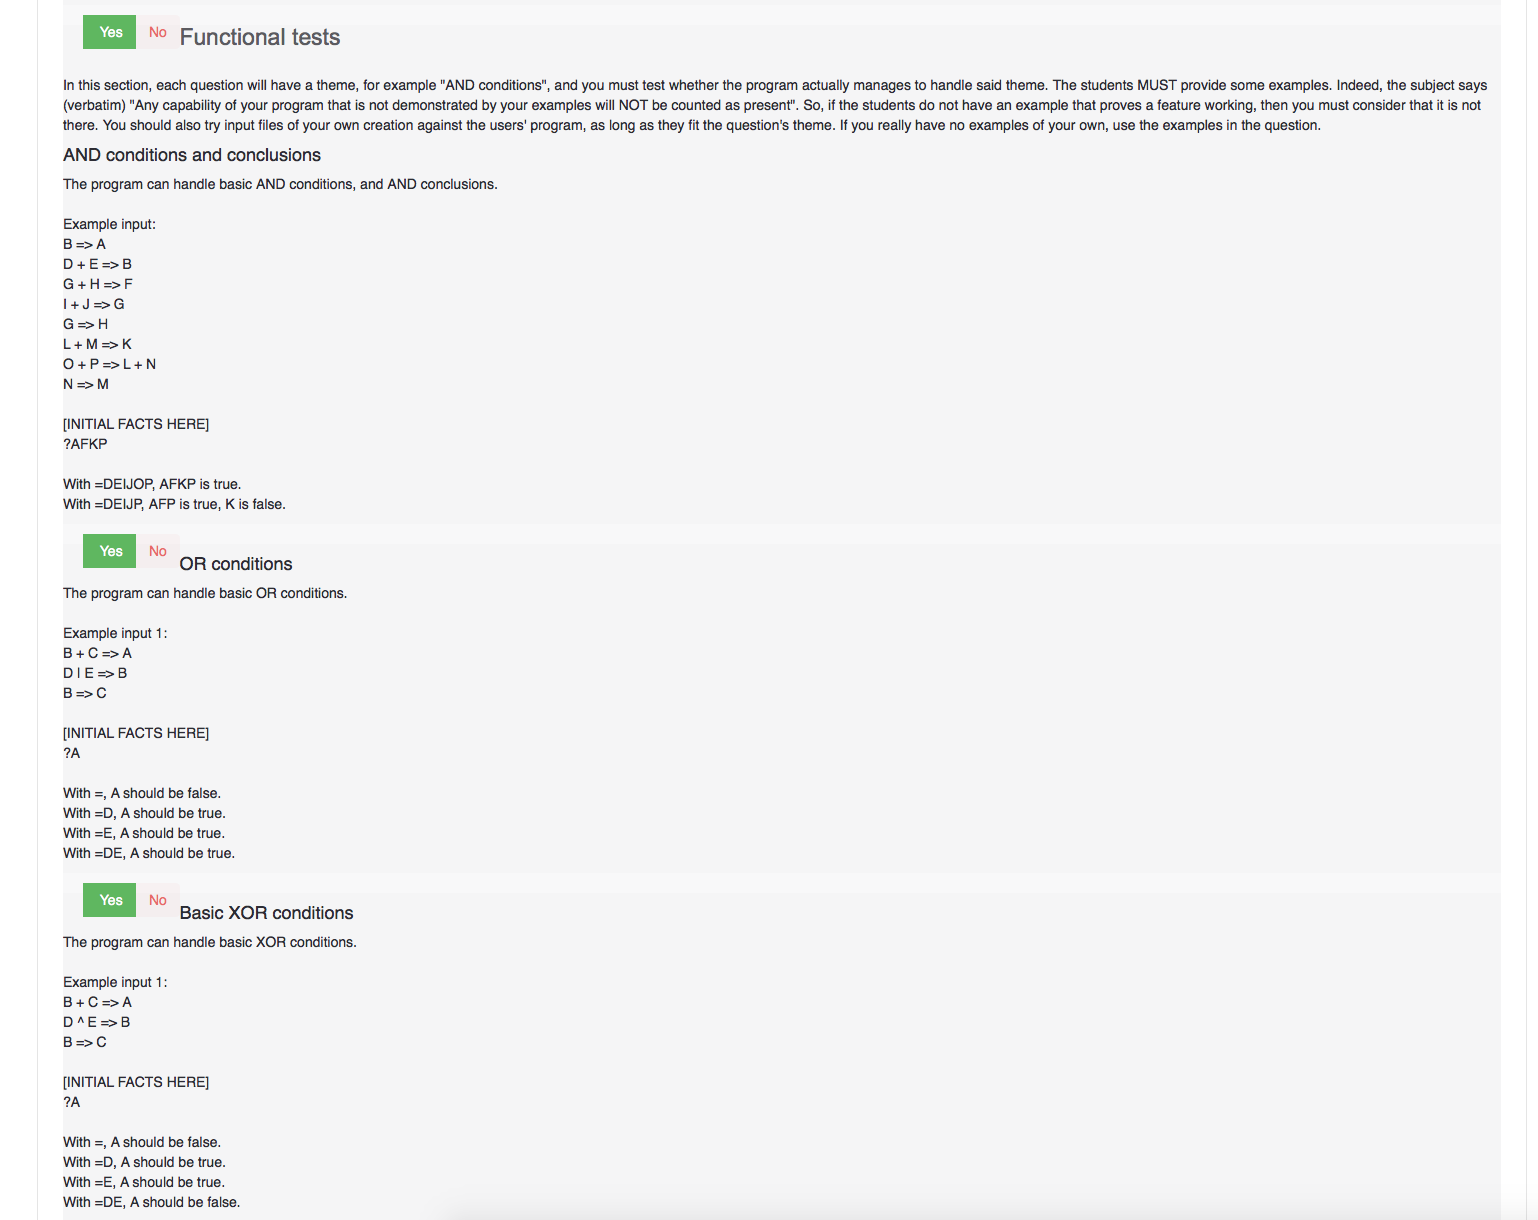 Yes No Functional tests
In this section, each question will have a theme, for example "AND conditions", and you must test whether the program actually manages to handle said theme. The students MUST provide some examples. Indeed, the subject says
(verbatim) "Any capability of your program that is not demonstrated by your examples will NOT be counted as present". So, if the students do not have an example that proves a feature working, then you must consider that it is not
there. You should also try input files of your own creation against the users' program, as long as they fit the question's theme. If you really have no examples of your own, use the examples in the question.
AND conditions and conclusions
The program can handle basic AND conditions, and AND conclusions.
Example input:
B => A
D + E => B
G + H => F
I + J => G
G => H
L + M => K
O + P => L + N
N => M
[INITIAL FACTS HERE]
?AFKP
With =DEIJOP, AFKP is true.
With =DEIJP, AFP is true, K is false.
Yes No OR conditions
The program can handle basic OR conditions.
Example input 1:
B + C => A
D | E => B
B => C
[INITIAL FACTS HERE]
?A
With =, A should be false.
With =D, A should be true.
With =E, A should be true.
With =DE, A should be true.
Yes No Basic XOR conditions
The program can handle basic XOR conditions.
Example input 1:
B + C => A
D ^ E => B
B => C
[INITIAL FACTS HERE]
?A
With =, A should be false.
With =D, A should be true.
With =E, A should be true.
With =DE, A should be false.